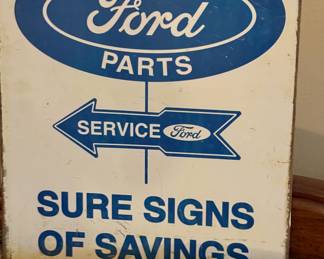 Ford
PARTS
SERVICE Ford
SURE SIGNS
OF SAVINGS